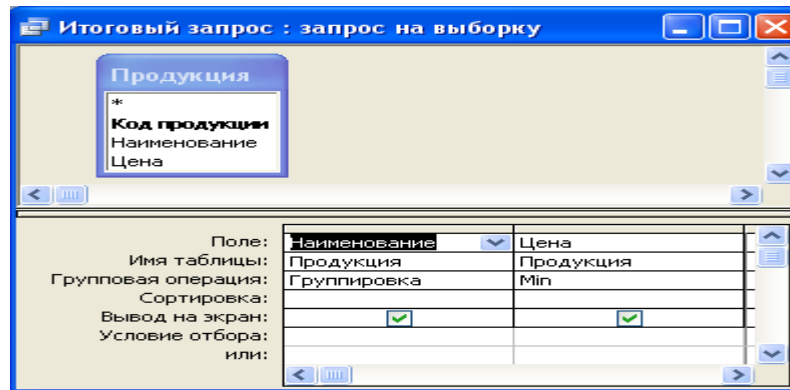 Итоговый запрос : запрос на выборку
Продукция
*
Код продукции
Наименование
Цена
Поле: Наименование Цена
Имя таблицы: Продукция Продукция
Групповая операция: Группировка Min
Сортировка:
Вывод на экран:
Условие отбора:
или: